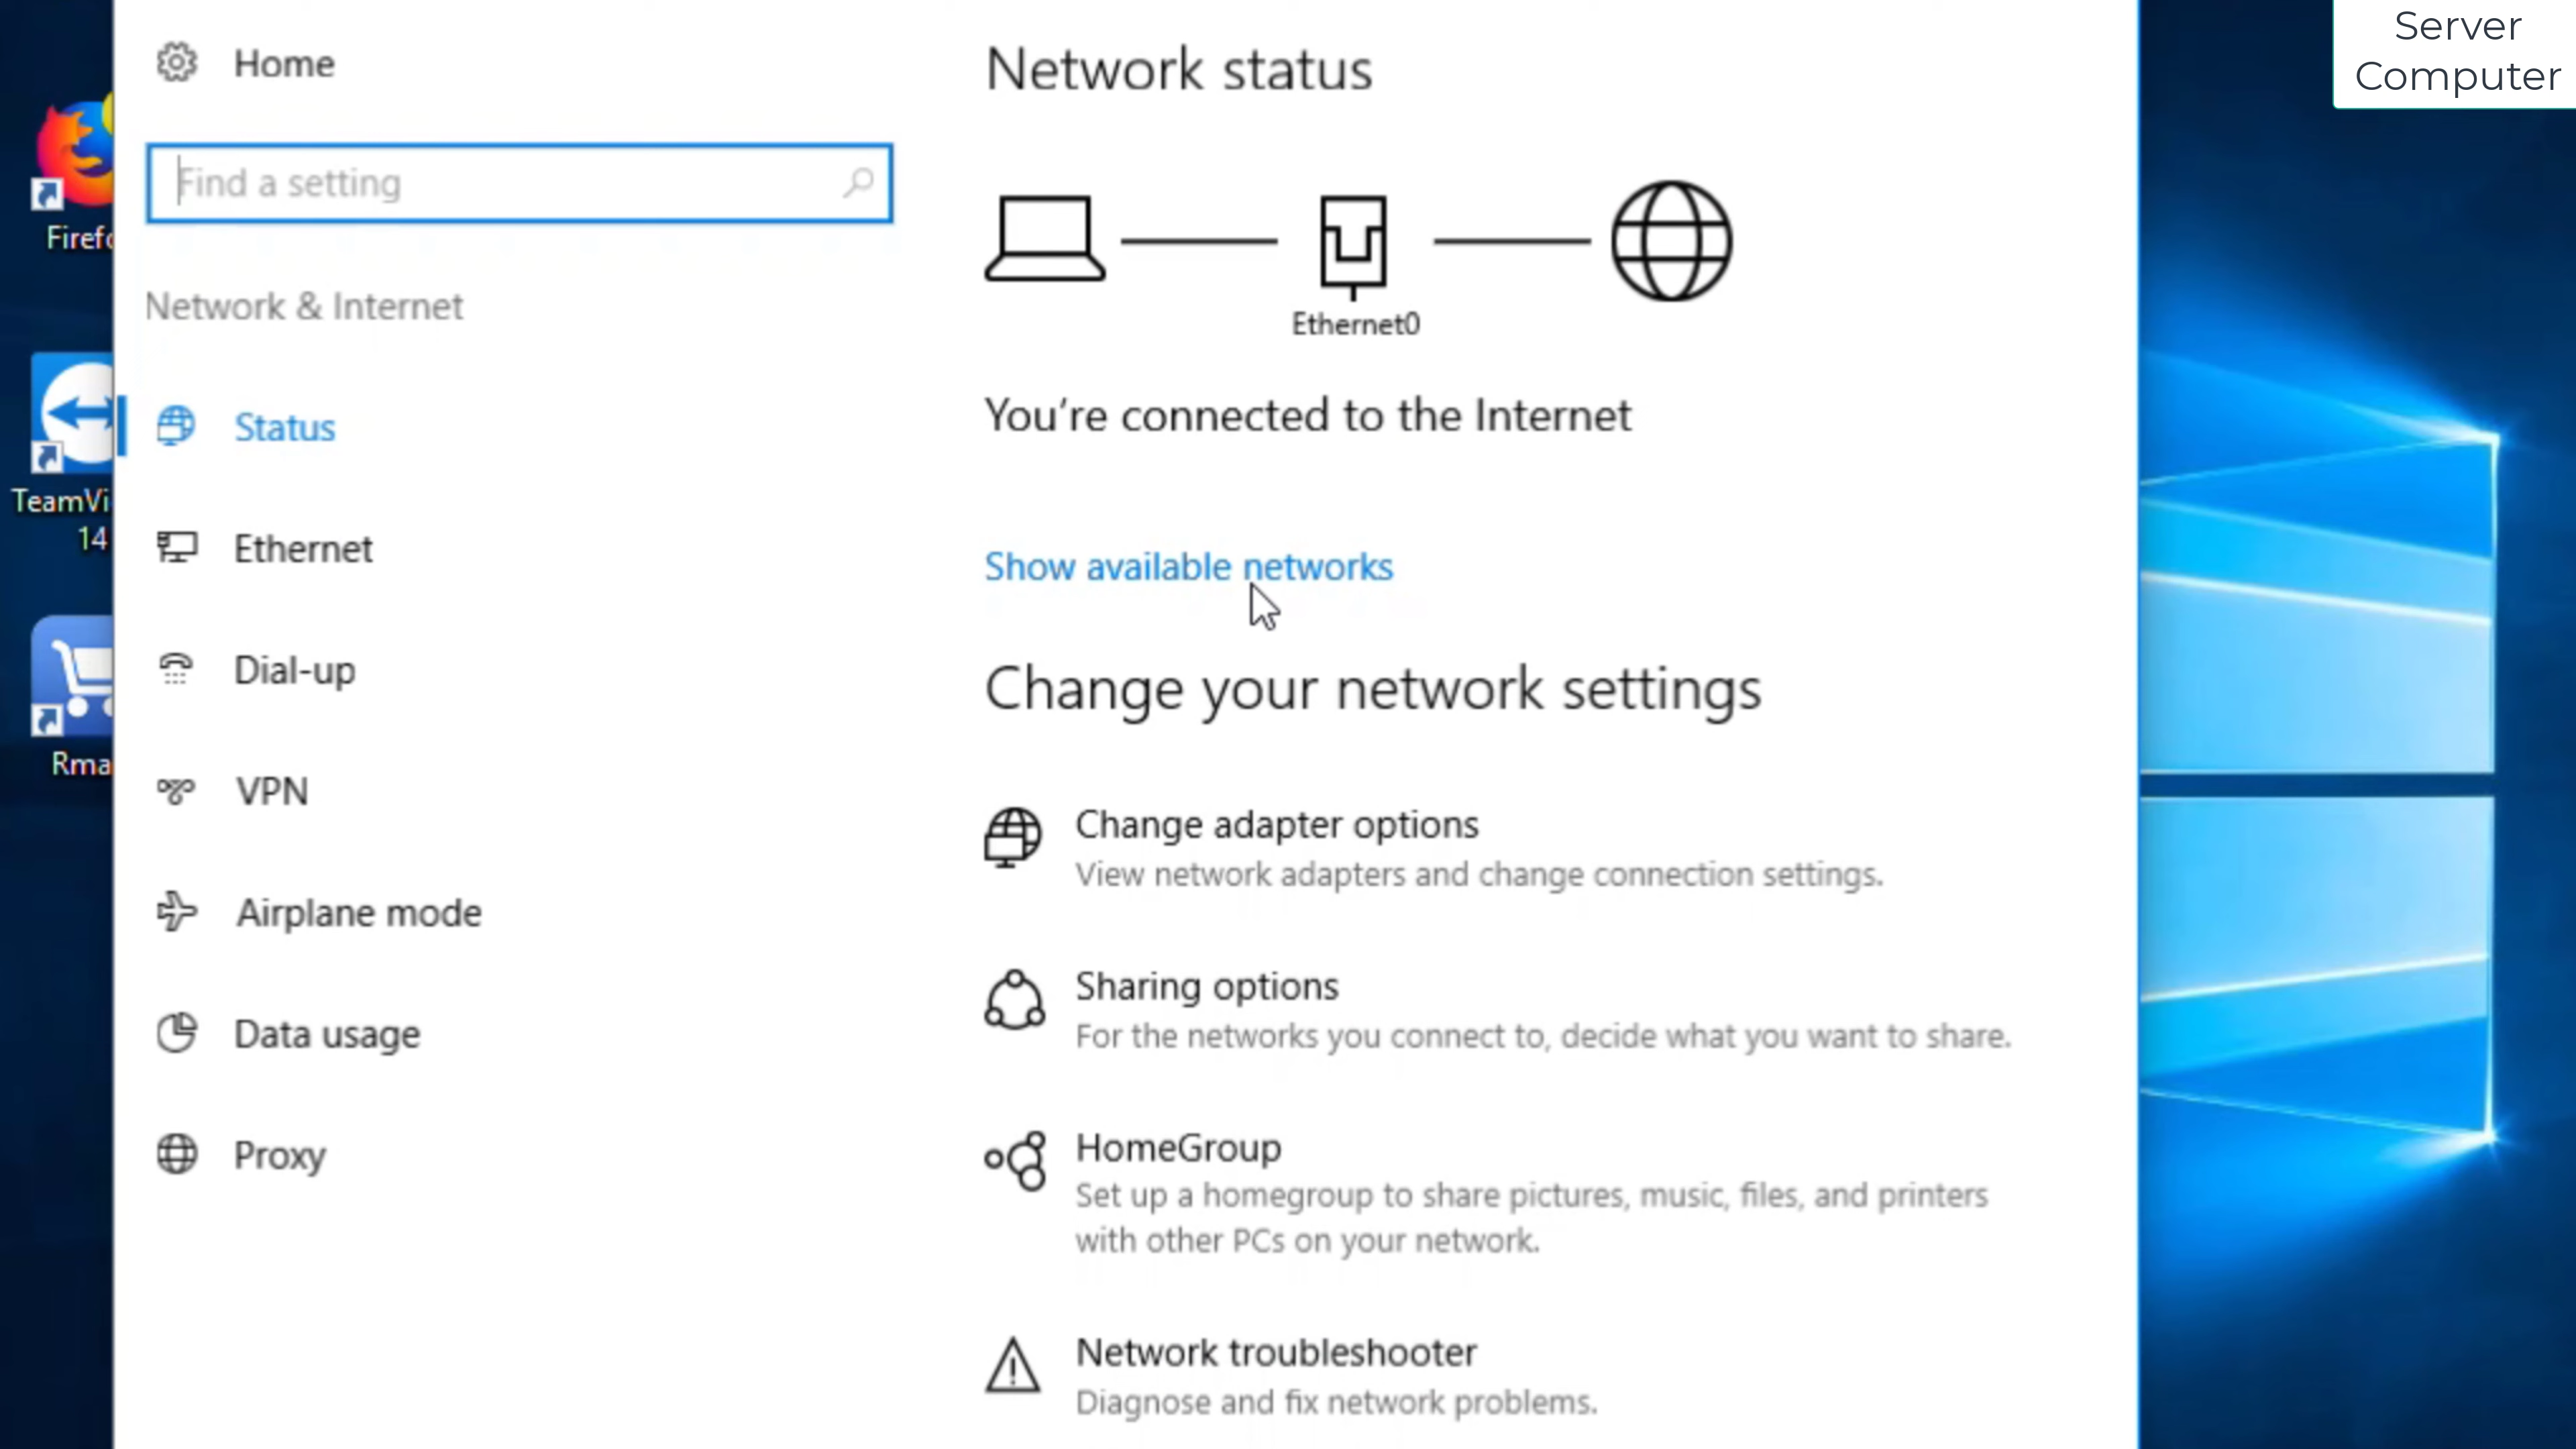 Server
Computer
Home
Find a setting
Network & Internet
Status
Ethernet
Dial-up
VPN
Airplane mode
Data usage
Proxy
Network status
Ethernet0
You're connected to the Internet
Show available networks
Change your network settings
Change adapter options
View network adapters and change connection settings.
Sharing options
For the networks you connect to, decide what you want to share.
HomeGroup
Set up a homegroup to share pictures, music, files, and printers
with other PCs on your network.
Network troubleshooter
Diagnose and fix network problems.
Firefo
TeamVi
14
Rma